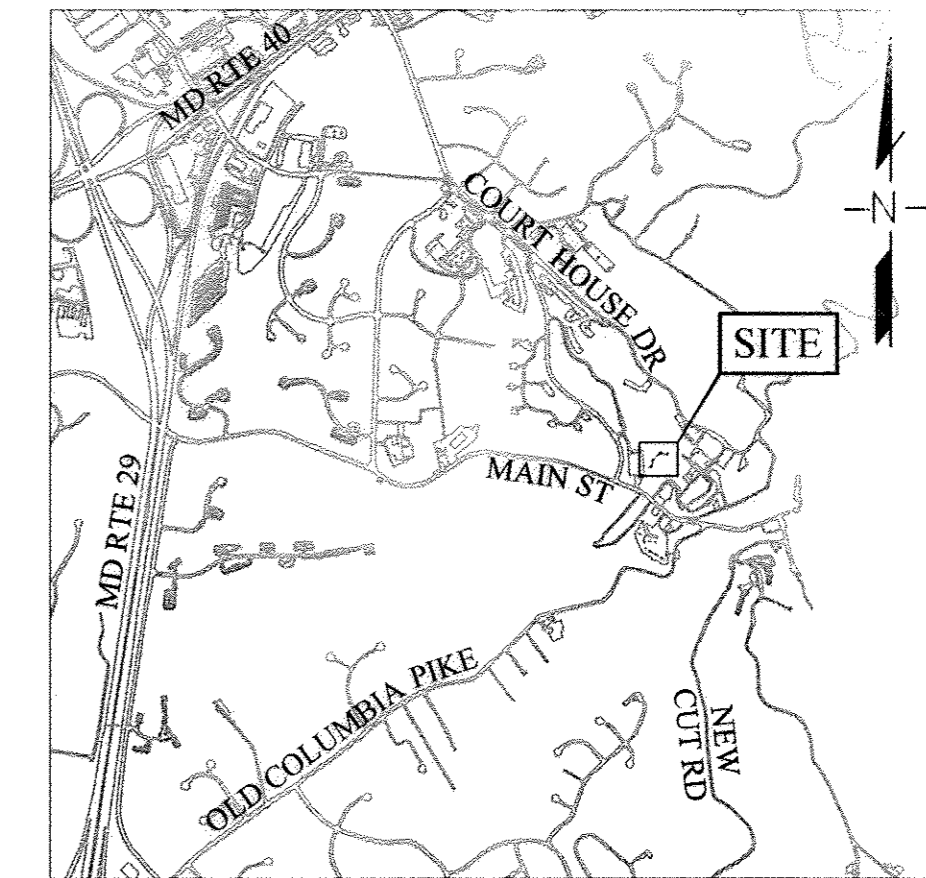 MD RTE 40
COURT HOUSE DR
N
SITE
MAIN ST
MD RTE 29
OLD COLUMBIA PIKE
NEW
CUT RD